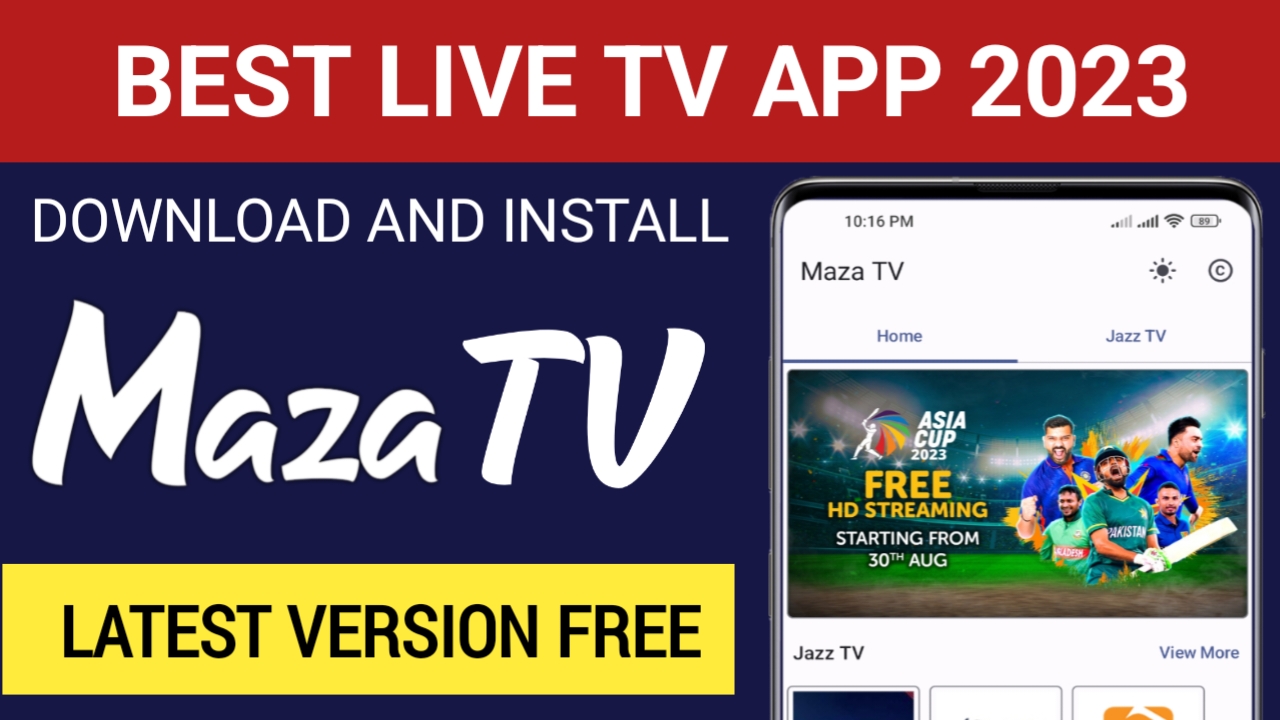 BEST LIVE TV APP 2023
DOWNLOAD AND INSTALL
Maza TV
LATEST VERSION FREE
10:16 PM
89
Maza TV
C
Home
Jazz TV
ASIA
CUP
2023
FREE
HD STREAMING
STARTING FROM
30TH AUG
PAKISTAN
Jazz TV
View More